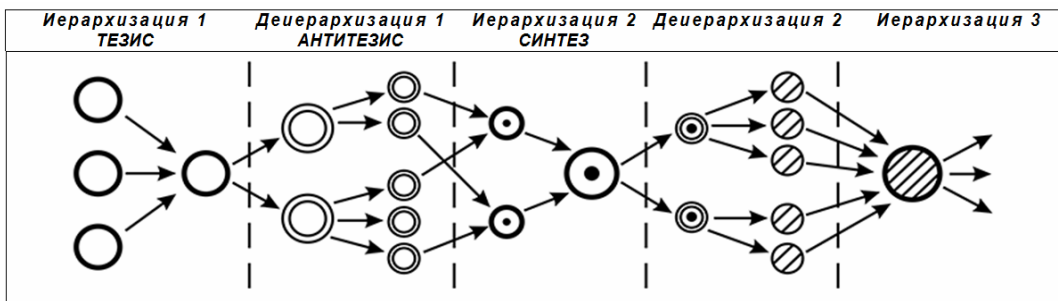 Иерархизация 1
ТЕЗИС
Деиерархизация 1
АНТИТЕЗИС
Иерархизация 2
СИНТЕЗ
Деиерархизация 2
Иерархизация 3